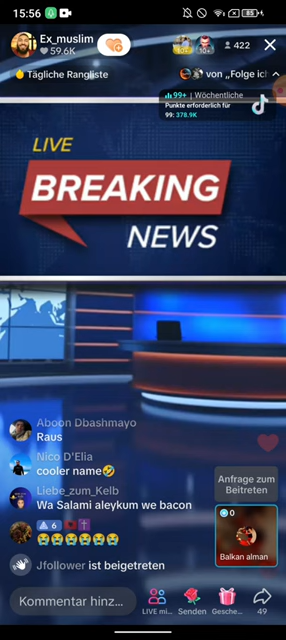 15:56
85
Ex_muslim
59.6K
422
Tägliche Rangliste
von „Folge ich
99+ | Wöchentliche
Punkte erforderlich für
99: 378.9K
LIVE
BREAKING
NEWS
Aboon Dbashmayo
Raus
Nico D'Elia
cooler name🤣
Liebe_zum_Kelb
Wa Salami aleykum we bacon
6
😭😭😭😭😭
Jfollower ist beigetreten
Anfrage zum
Beitreten
0
Balkan alman
Kommentar hinz...
LIVE mi...
Senden
Gesche...
49